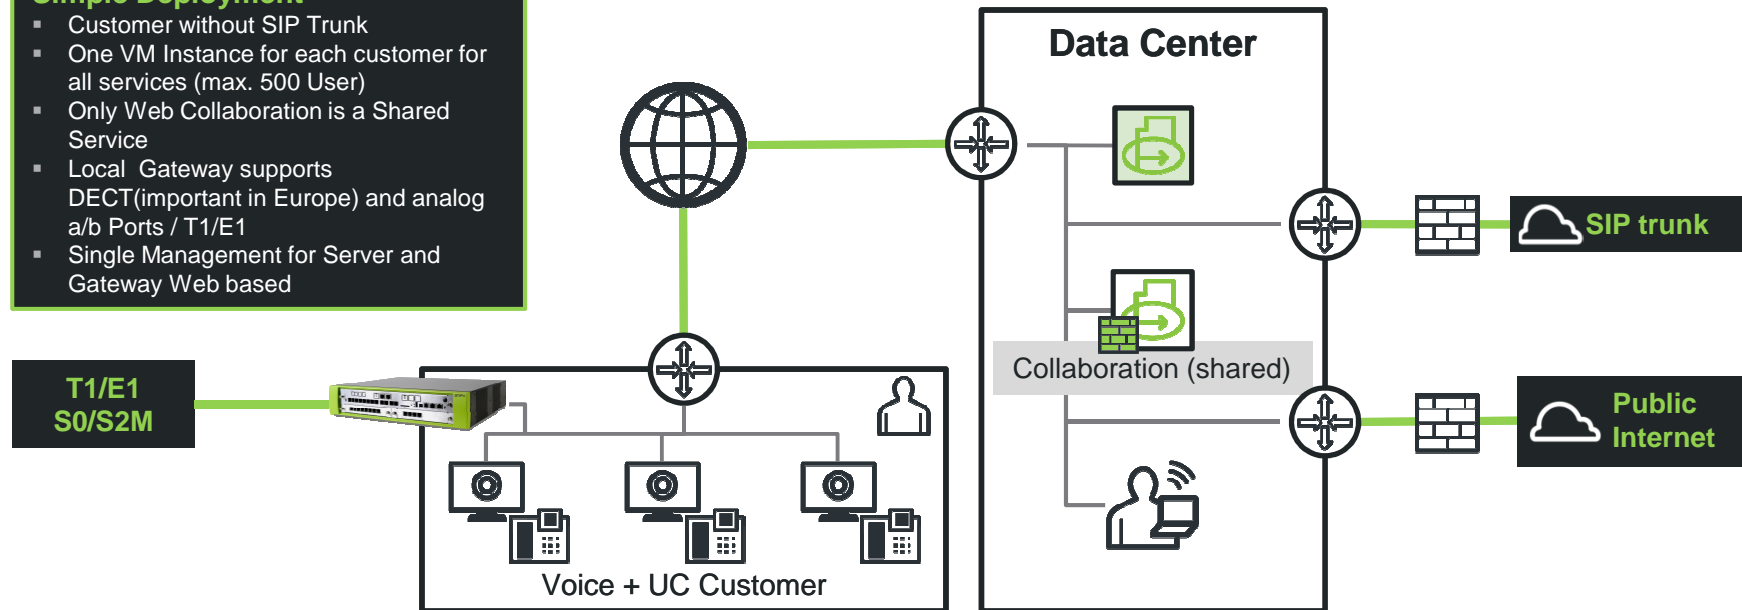 Simple Deployment
▪ Customer without SIP Trunk
▪ One VM Instance for each customer for
all services (max. 500 User)
▪ Only Web Collaboration is a Shared
Service
▪ Local Gateway supports
DECT(important in Europe) and analog
a/b Ports / T1/E1
▪ Single Management for Server and
Gateway Web based
Data Center
SIP trunk
Collaboration (shared)
T1/E1
S0/S2M
Public
Internet
Voice + UC Customer